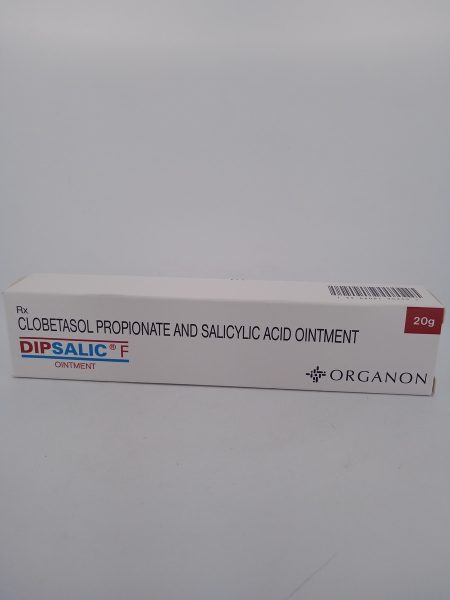 Rx
CLOBETASOL PROPIONATE AND SALICYLIC ACID OINTMENT
20g
DIPSALIC® F
OINTMENT
ORGANON